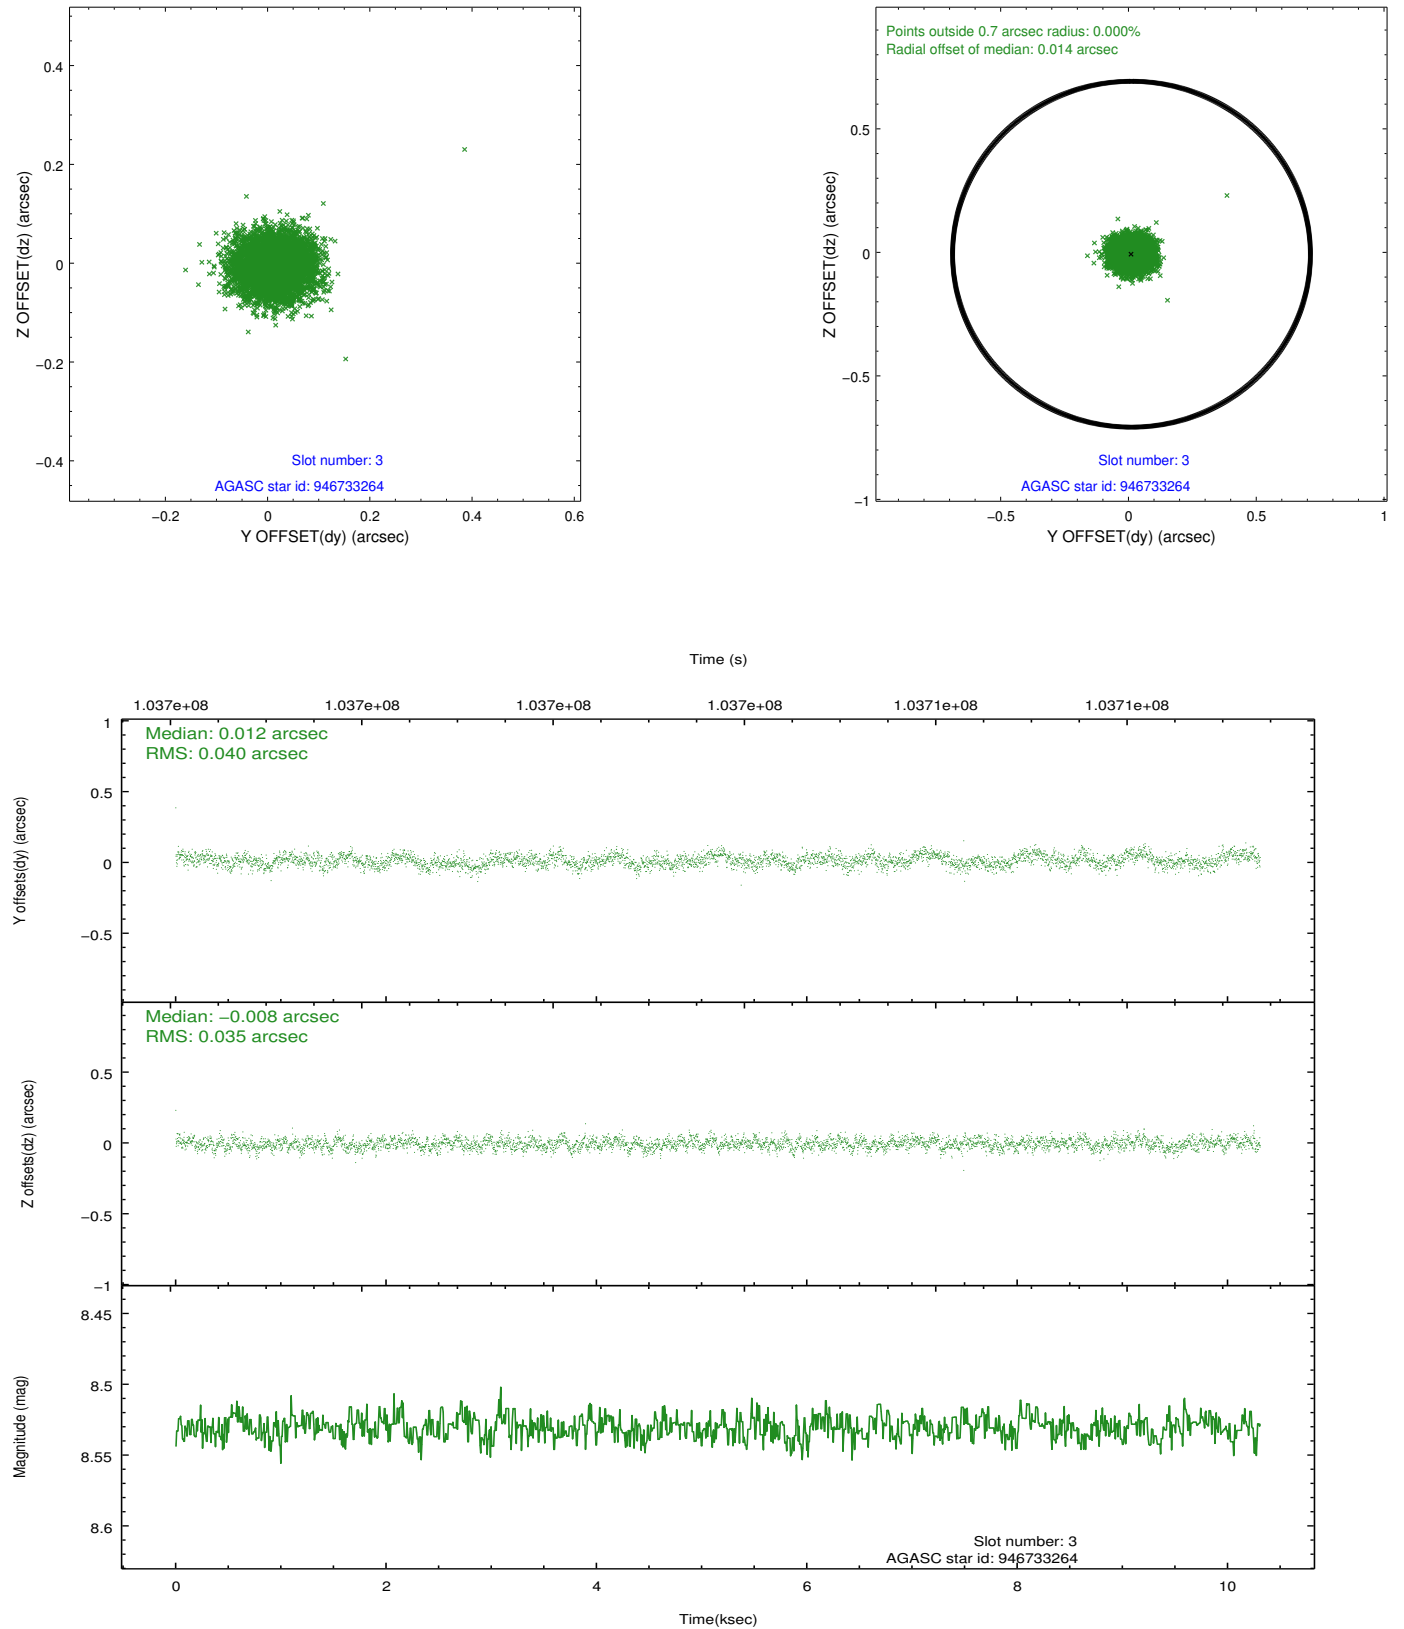 0.4
0.2
0
−0.2
−0.4
Z OFFSET(dz) (arcsec)
Slot number: 3
AGASC star id: 946733264
−0.2 0 0.2 0.4 0.6
Y OFFSET(dy) (arcsec)
Points outside 0.7 arcsec radius: 0.000%
Radial offset of median: 0.014 arcsec
0.5
0
−0.5
−1
Z OFFSET(dz) (arcsec)
Slot number: 3
AGASC star id: 946733264
−0.5 0 0.5 1
Y OFFSET(dy) (arcsec)
Time (s)
1.037e+08 1.037e+08 1.037e+08 1.037e+08 1.0371e+08 1.0371e+08
Median: 0.012 arcsec
RMS: 0.040 arcsec
1
0.5
0
−0.5
Y offsets(dy) (arcsec)
Median: −0.008 arcsec
RMS: 0.035 arcsec
0.5
0
−0.5
−1
Z offsets(dz) (arcsec)
8.45
8.5
8.55
8.6
Magnitude (mag)
Slot number: 3
AGASC star id: 946733264
0 2 4 6 8 10
Time(ksec)